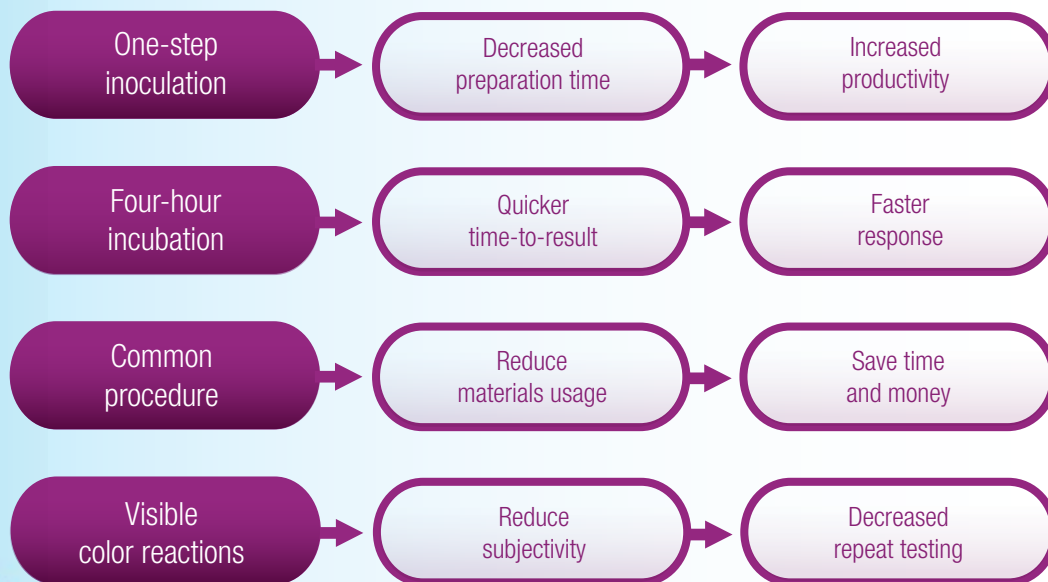 One-step
inoculation
Decreased
preparation time
Increased
productivity
Four-hour
incubation
Quicker
time-to-result
Faster
response
Common
procedure
Reduce
materials usage
Save time
and money
Visible
color reactions
Reduce
subjectivity
Decreased
repeat testing